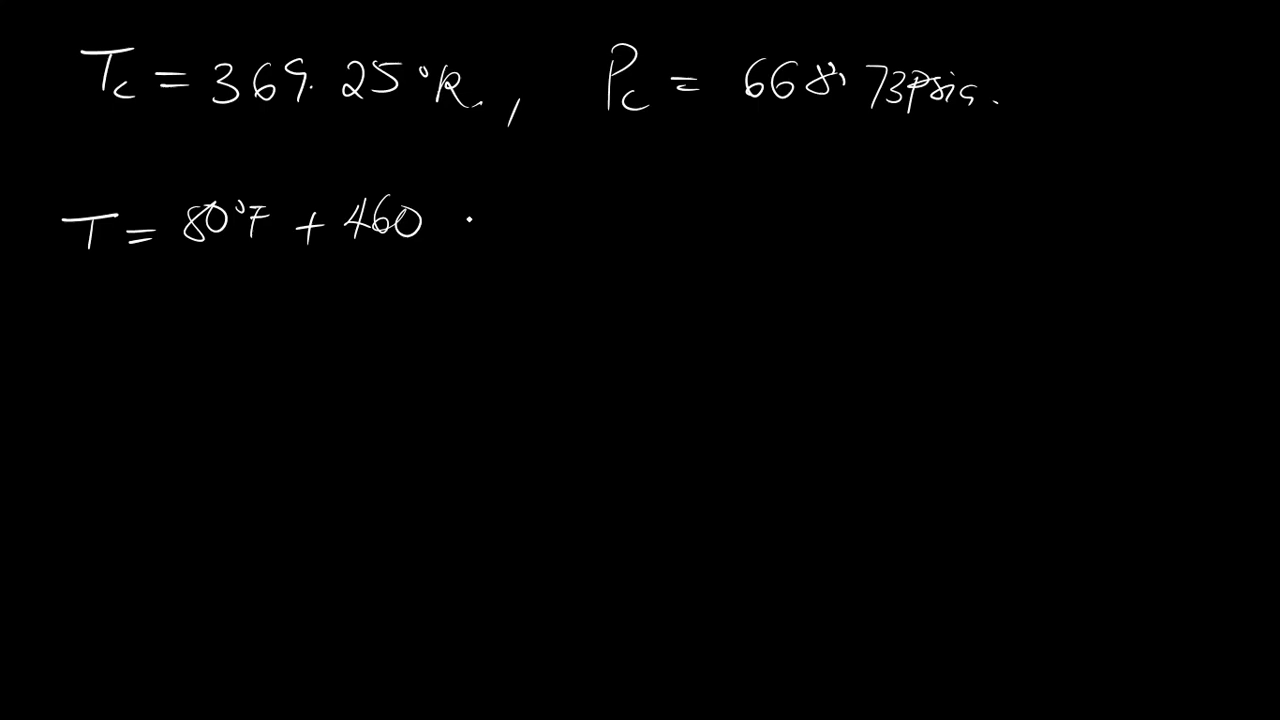 Tc = 369.25°R., Pc = 668.73psia.
T = 80°F + 460